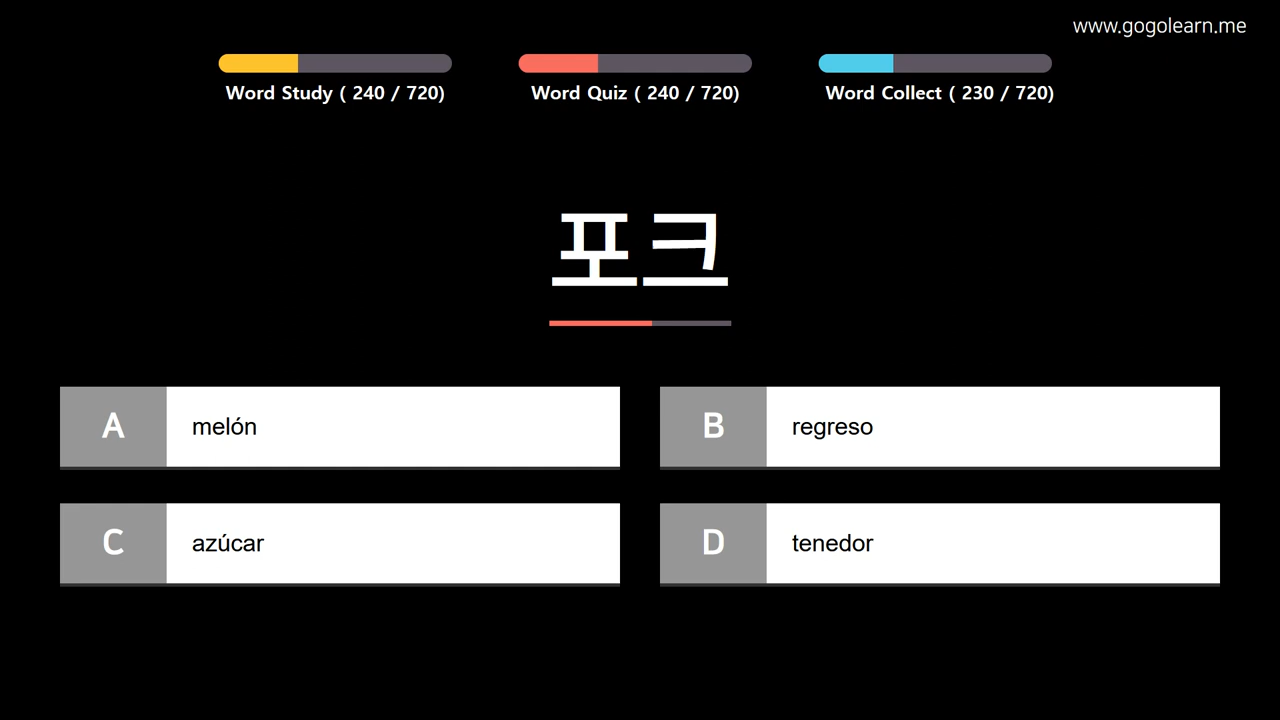 www.gogolearn.me
Word Study ( 240 / 720)
Word Quiz ( 240 / 720)
Word Collect ( 230 / 720)
포크
A melón
B regreso
C azúcar
D tenedor